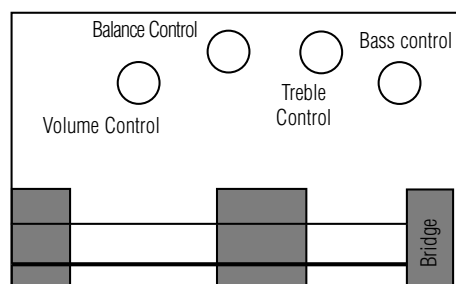 Balance Control
Bass control
Volume Control
Treble
Control
Bridge